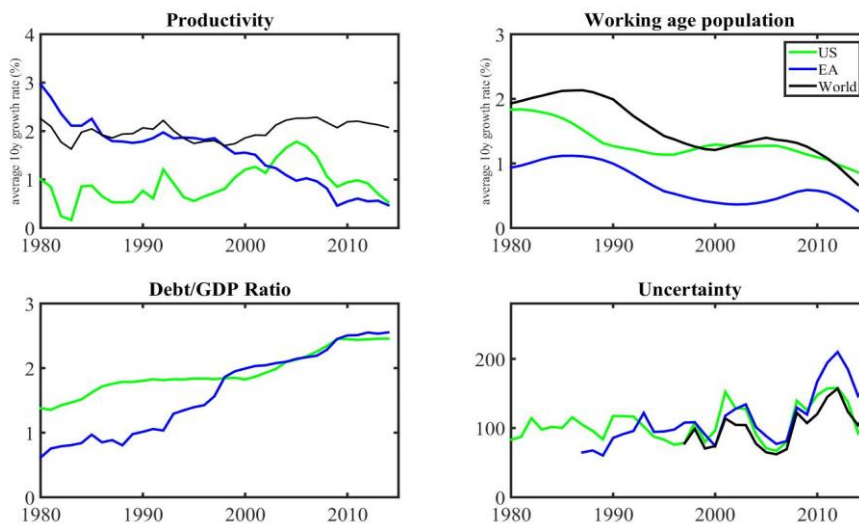 Productivity
average 10y growth rate (%)
4
3
2
1
0
1980 1990 2000 2010
Working age population
average 10y growth rate (%)
3
2
1
0
1980 1990 2000 2010
US
EA
World
Debt/GDP Ratio
3
2
1
0
1980 1990 2000 2010
Uncertainty
200
100
0
1980 1990 2000 2010